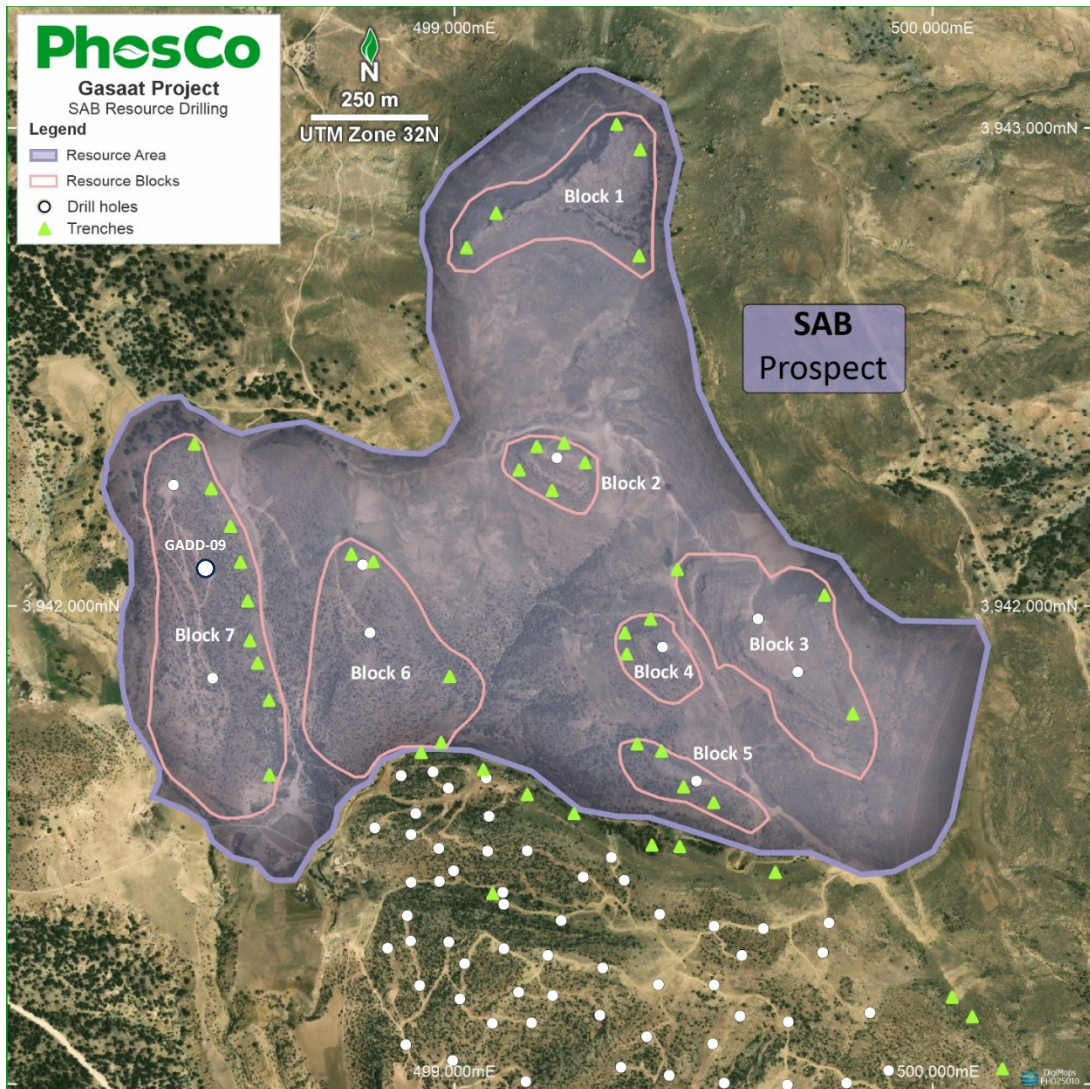 PhosCo
Gasaat Project
SAB Resource Drilling
Legend
Resource Area
Resource Blocks
Drill holes
Trenches
N
250 m
UTM Zone 32N
499,000mE
500,000mE
3,943,000mN
Block 1
SAB
Prospect
Block 2
GADD-09
3,942,000mN
3,942,000mN
Block 7
Block 6
Block 4
Block 3
Block 5
499,000mE
500,000mE
DigiMaps
PHOZS010